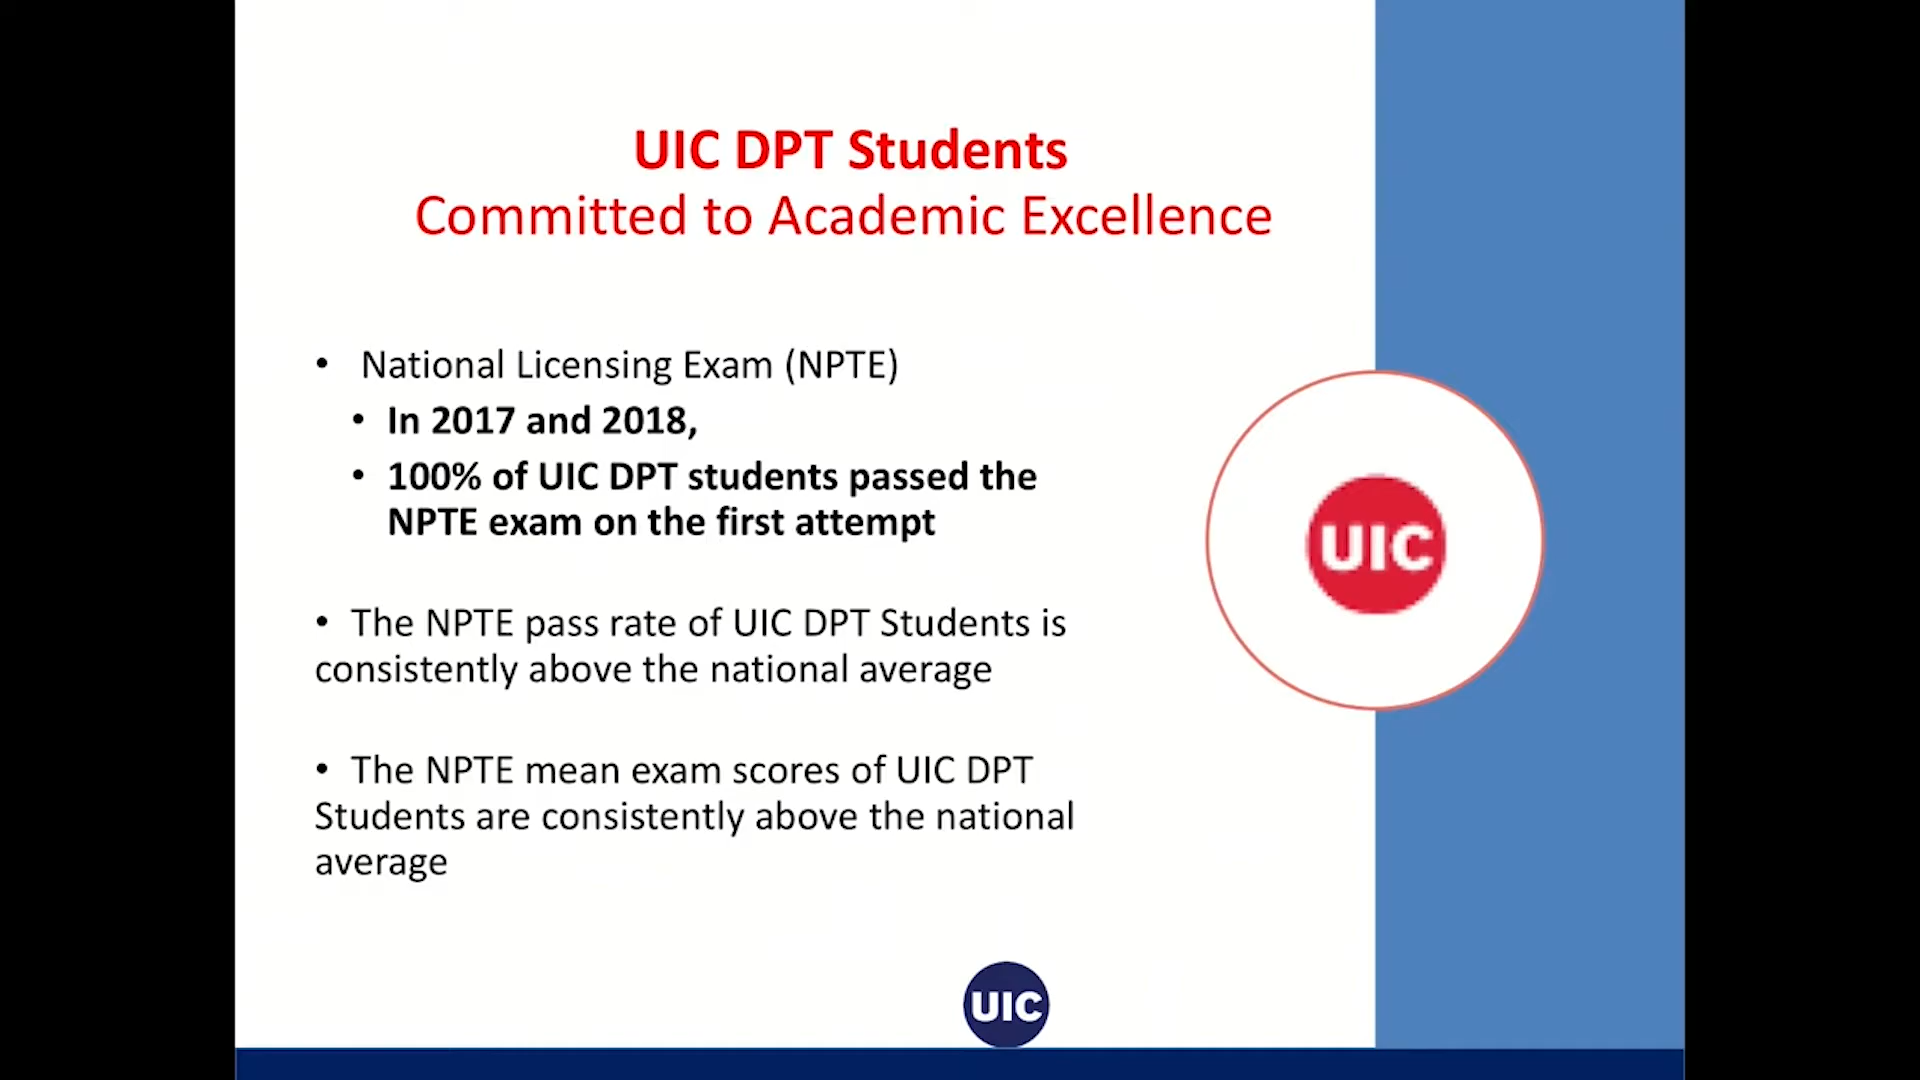 UIC DPT Students
Committed to Academic Excellence
• National Licensing Exam (NPTE)
• In 2017 and 2018,
• 100% of UIC DPT students passed the
NPTE exam on the first attempt
• The NPTE pass rate of UIC DPT Students is
consistently above the national average
• The NPTE mean exam scores of UIC DPT
Students are consistently above the national
average
UIC
UIC